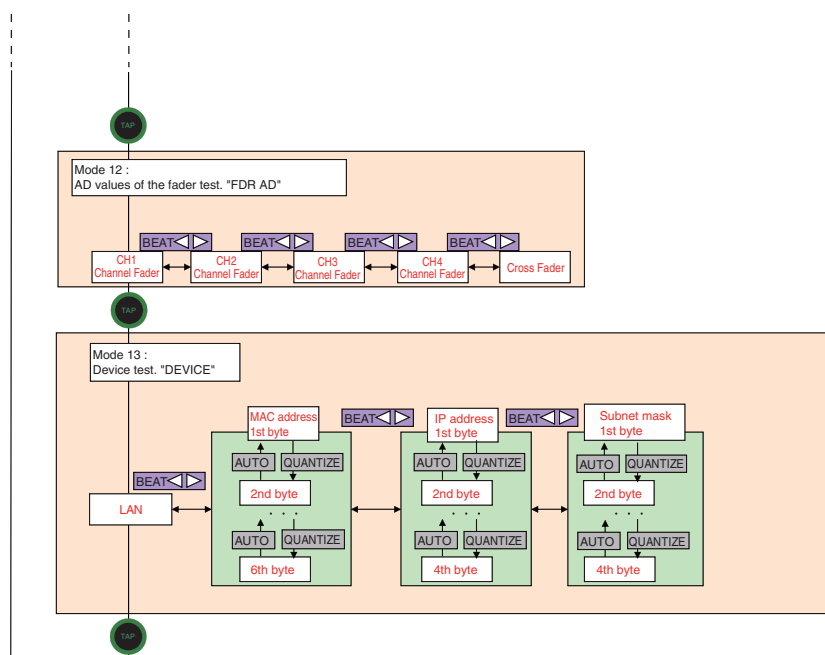 TAP
Mode 12 :
AD values of the fader test. "FDR AD"
BEAT
BEAT
BEAT
BEAT
CH1
Channel Fader
CH2
Channel Fader
CH3
Channel Fader
CH4
Channel Fader
Cross Fader
TAP
Mode 13 :
Device test. "DEVICE"
MAC address
1st byte
BEAT
IP address
1st byte
BEAT
Subnet mask
1st byte
AUTO
QUANTIZE
AUTO
QUANTIZE
AUTO
QUANTIZE
BEAT
2nd byte
2nd byte
2nd byte
LAN
. . .
. . .
. . .
AUTO
QUANTIZE
AUTO
QUANTIZE
AUTO
QUANTIZE
6th byte
4th byte
4th byte
TAP